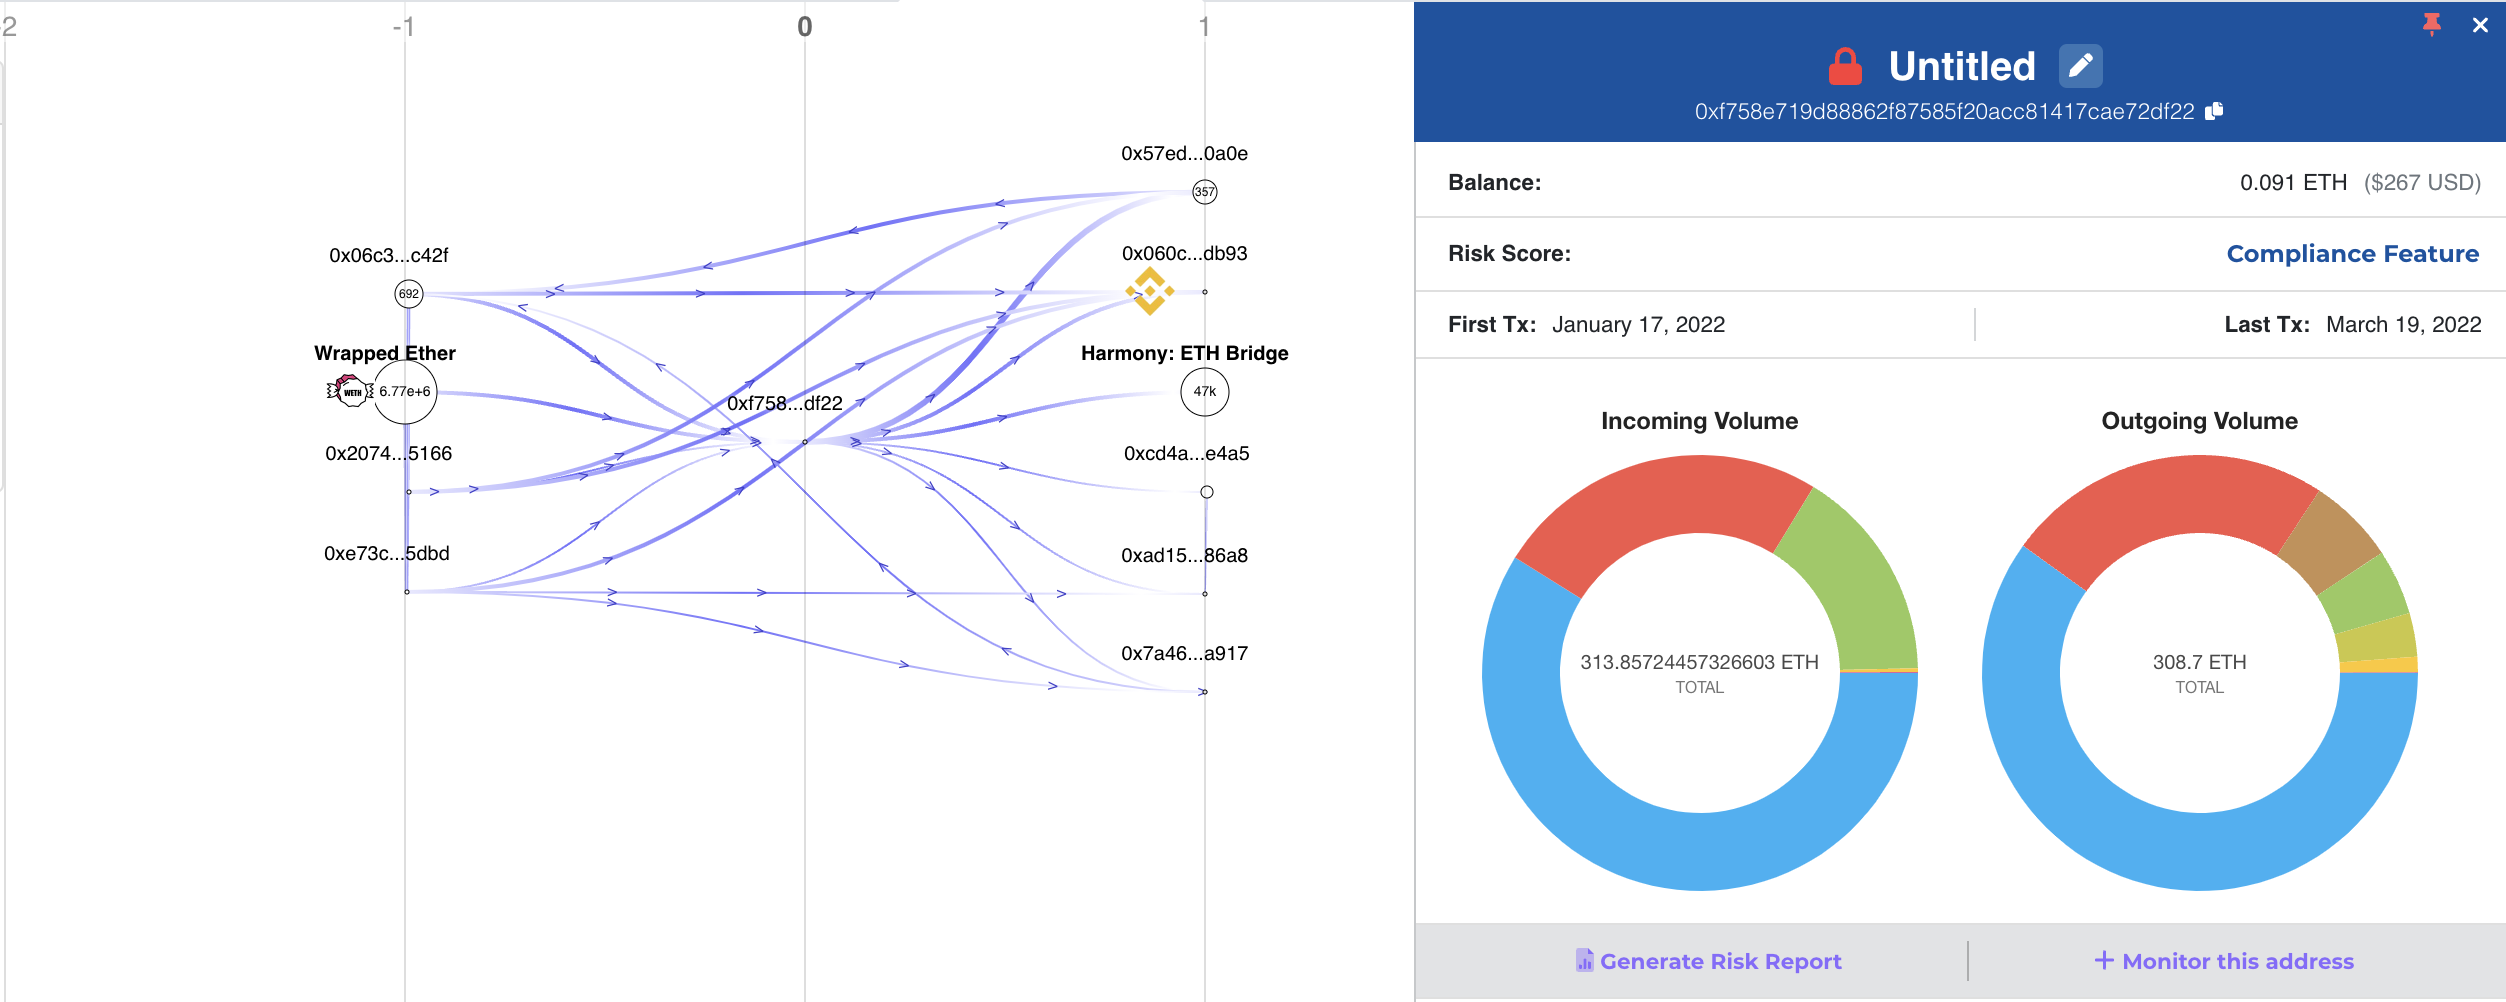 -2
-1
0
1
0x57ed...0a0e
357
0x06c3...c42f
0x060c...db93
692
Wrapped Ether
Harmony: ETH Bridge
WETH
6.77e+6
0xf758...df22
47k
0x2074...5166
0xcd4a...e4a5
0xe73c...5dbd
0xad15...86a8
0x7a46...a917
Untitled
0xf758e719d88862f87585f20acc81417cae72df22
Balance:
0.091 ETH ($267 USD)
Risk Score:
Compliance Feature
First Tx: January 17, 2022
Last Tx: March 19, 2022
Incoming Volume
Outgoing Volume
313.85724457326603 ETH
TOTAL
308.7 ETH
TOTAL
Generate Risk Report
+ Monitor this address